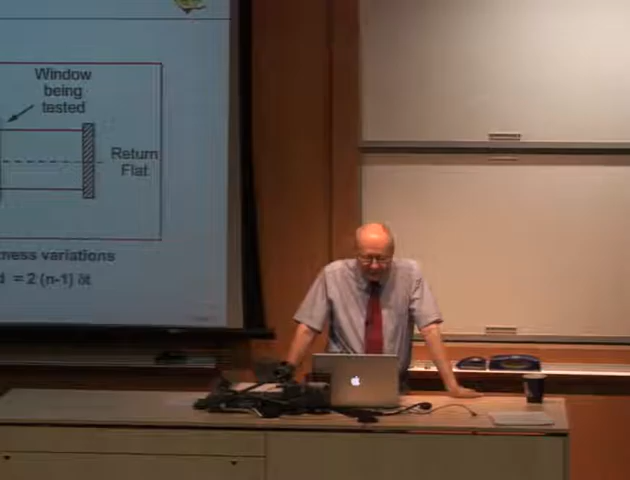 Window
being
tested
Return
Flat
ness variations
= 2 (n-1) δt